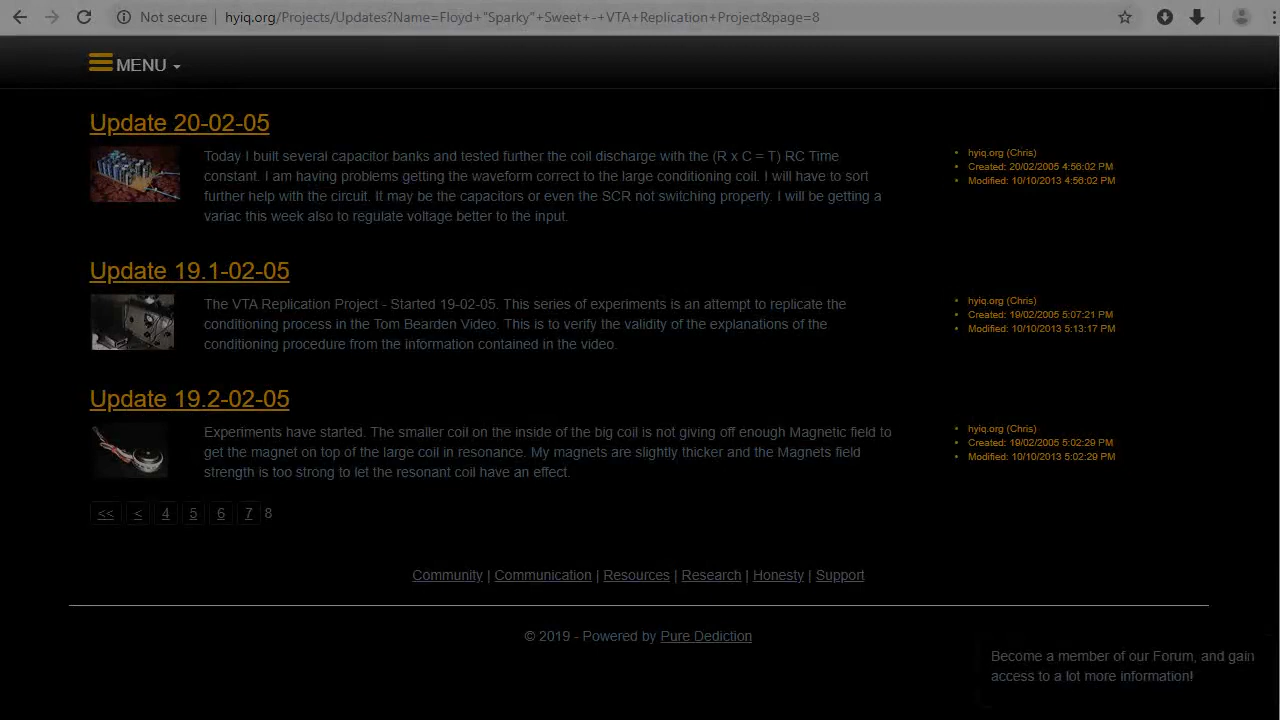 Not secure
hyiq.org/Projects/Updates?Name=Floyd+"Sparky"+Sweet+-+VTA+Replication+Project&page=8
MENU
Update 20-02-05
Today I built several capacitor banks and tested further the coil discharge with the (R x C = T) RC Time
constant. I am having problems getting the waveform correct to the large conditioning coil. I will have to sort
further help with the circuit. It may be the capacitors or even the SCR not switching properly. I will be getting a
variac this week also to regulate voltage better to the input.
hyiq.org (Chris)
Created: 20/02/2005 4:56:02 PM
Modified: 10/10/2013 4:56:02 PM
Update 19.1-02-05
The VTA Replication Project - Started 19-02-05. This series of experiments is an attempt to replicate the
conditioning process in the Tom Bearden Video. This is to verify the validity of the explanations of the
conditioning procedure from the information contained in the video.
hyiq.org (Chris)
Created: 19/02/2005 5:07:21 PM
Modified: 10/10/2013 5:13:17 PM
Update 19.2-02-05
Experiments have started. The smaller coil on the inside of the big coil is not giving off enough Magnetic field to
get the magnet on top of the large coil in resonance. My magnets are slightly thicker and the Magnets field
strength is too strong to let the resonant coil have an effect.
hyiq.org (Chris)
Created: 19/02/2005 5:02:29 PM
Modified: 10/10/2013 5:02:29 PM
<< < 4 5 6 7 8
Community | Communication | Resources | Research | Honesty | Support
© 2019 - Powered by Pure Dediction
Become a member of our Forum, and gain
access to a lot more information!